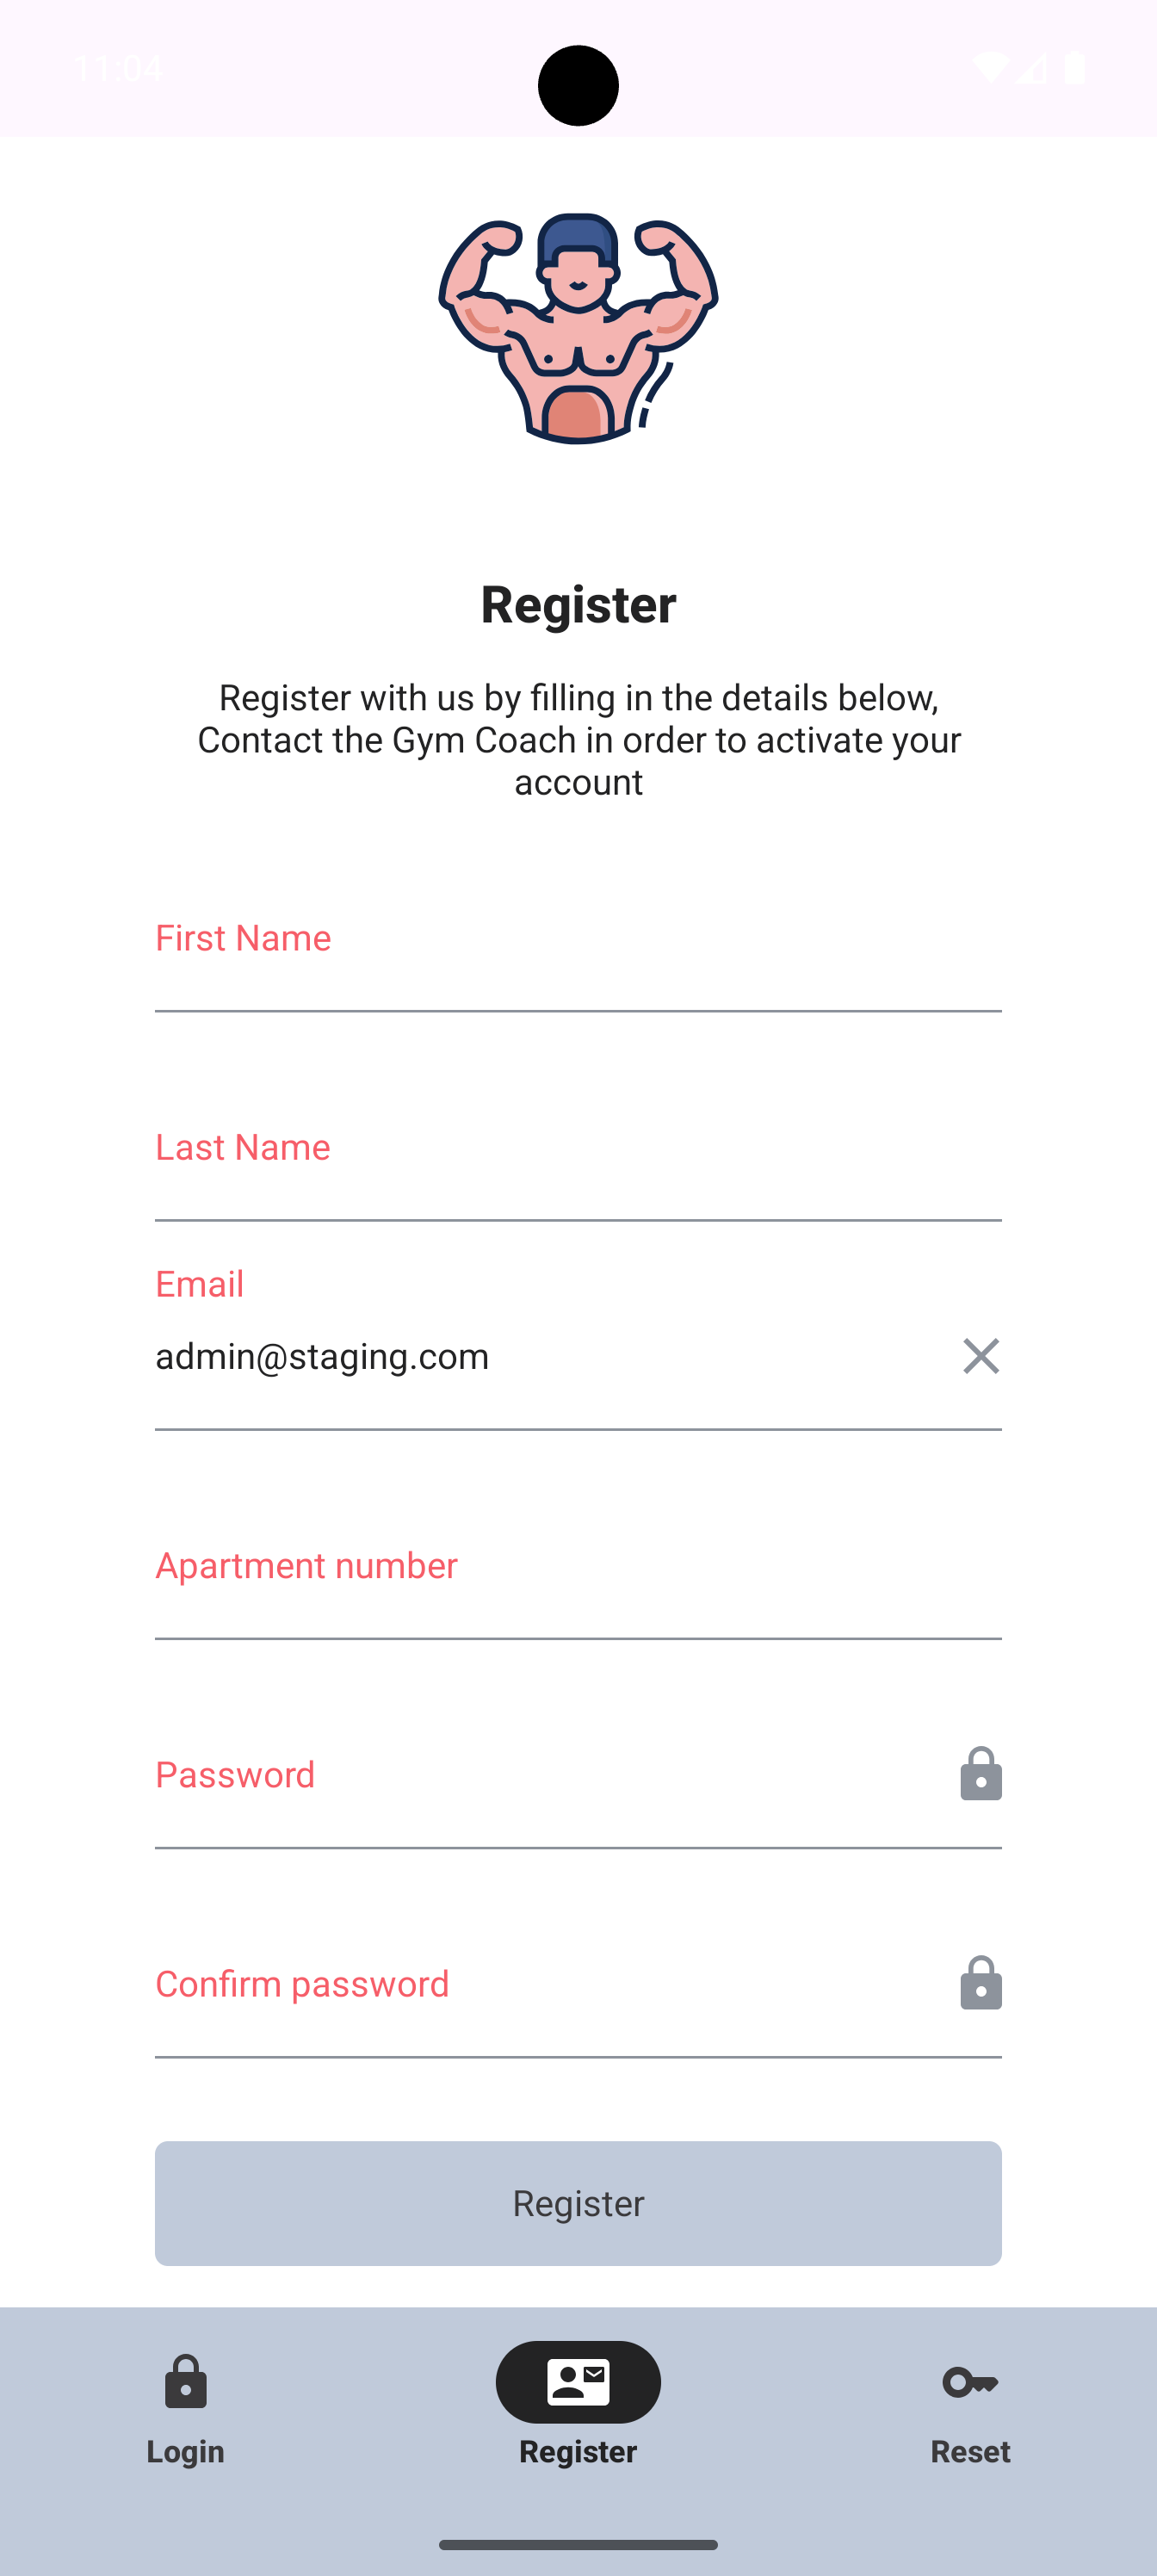 11:04
Register
Register with us by filling in the details below,
Contact the Gym Coach in order to activate your
account
First Name
Last Name
Email
admin@staging.com
Apartment number
Password
Confirm password
Register
Login
Register
Reset